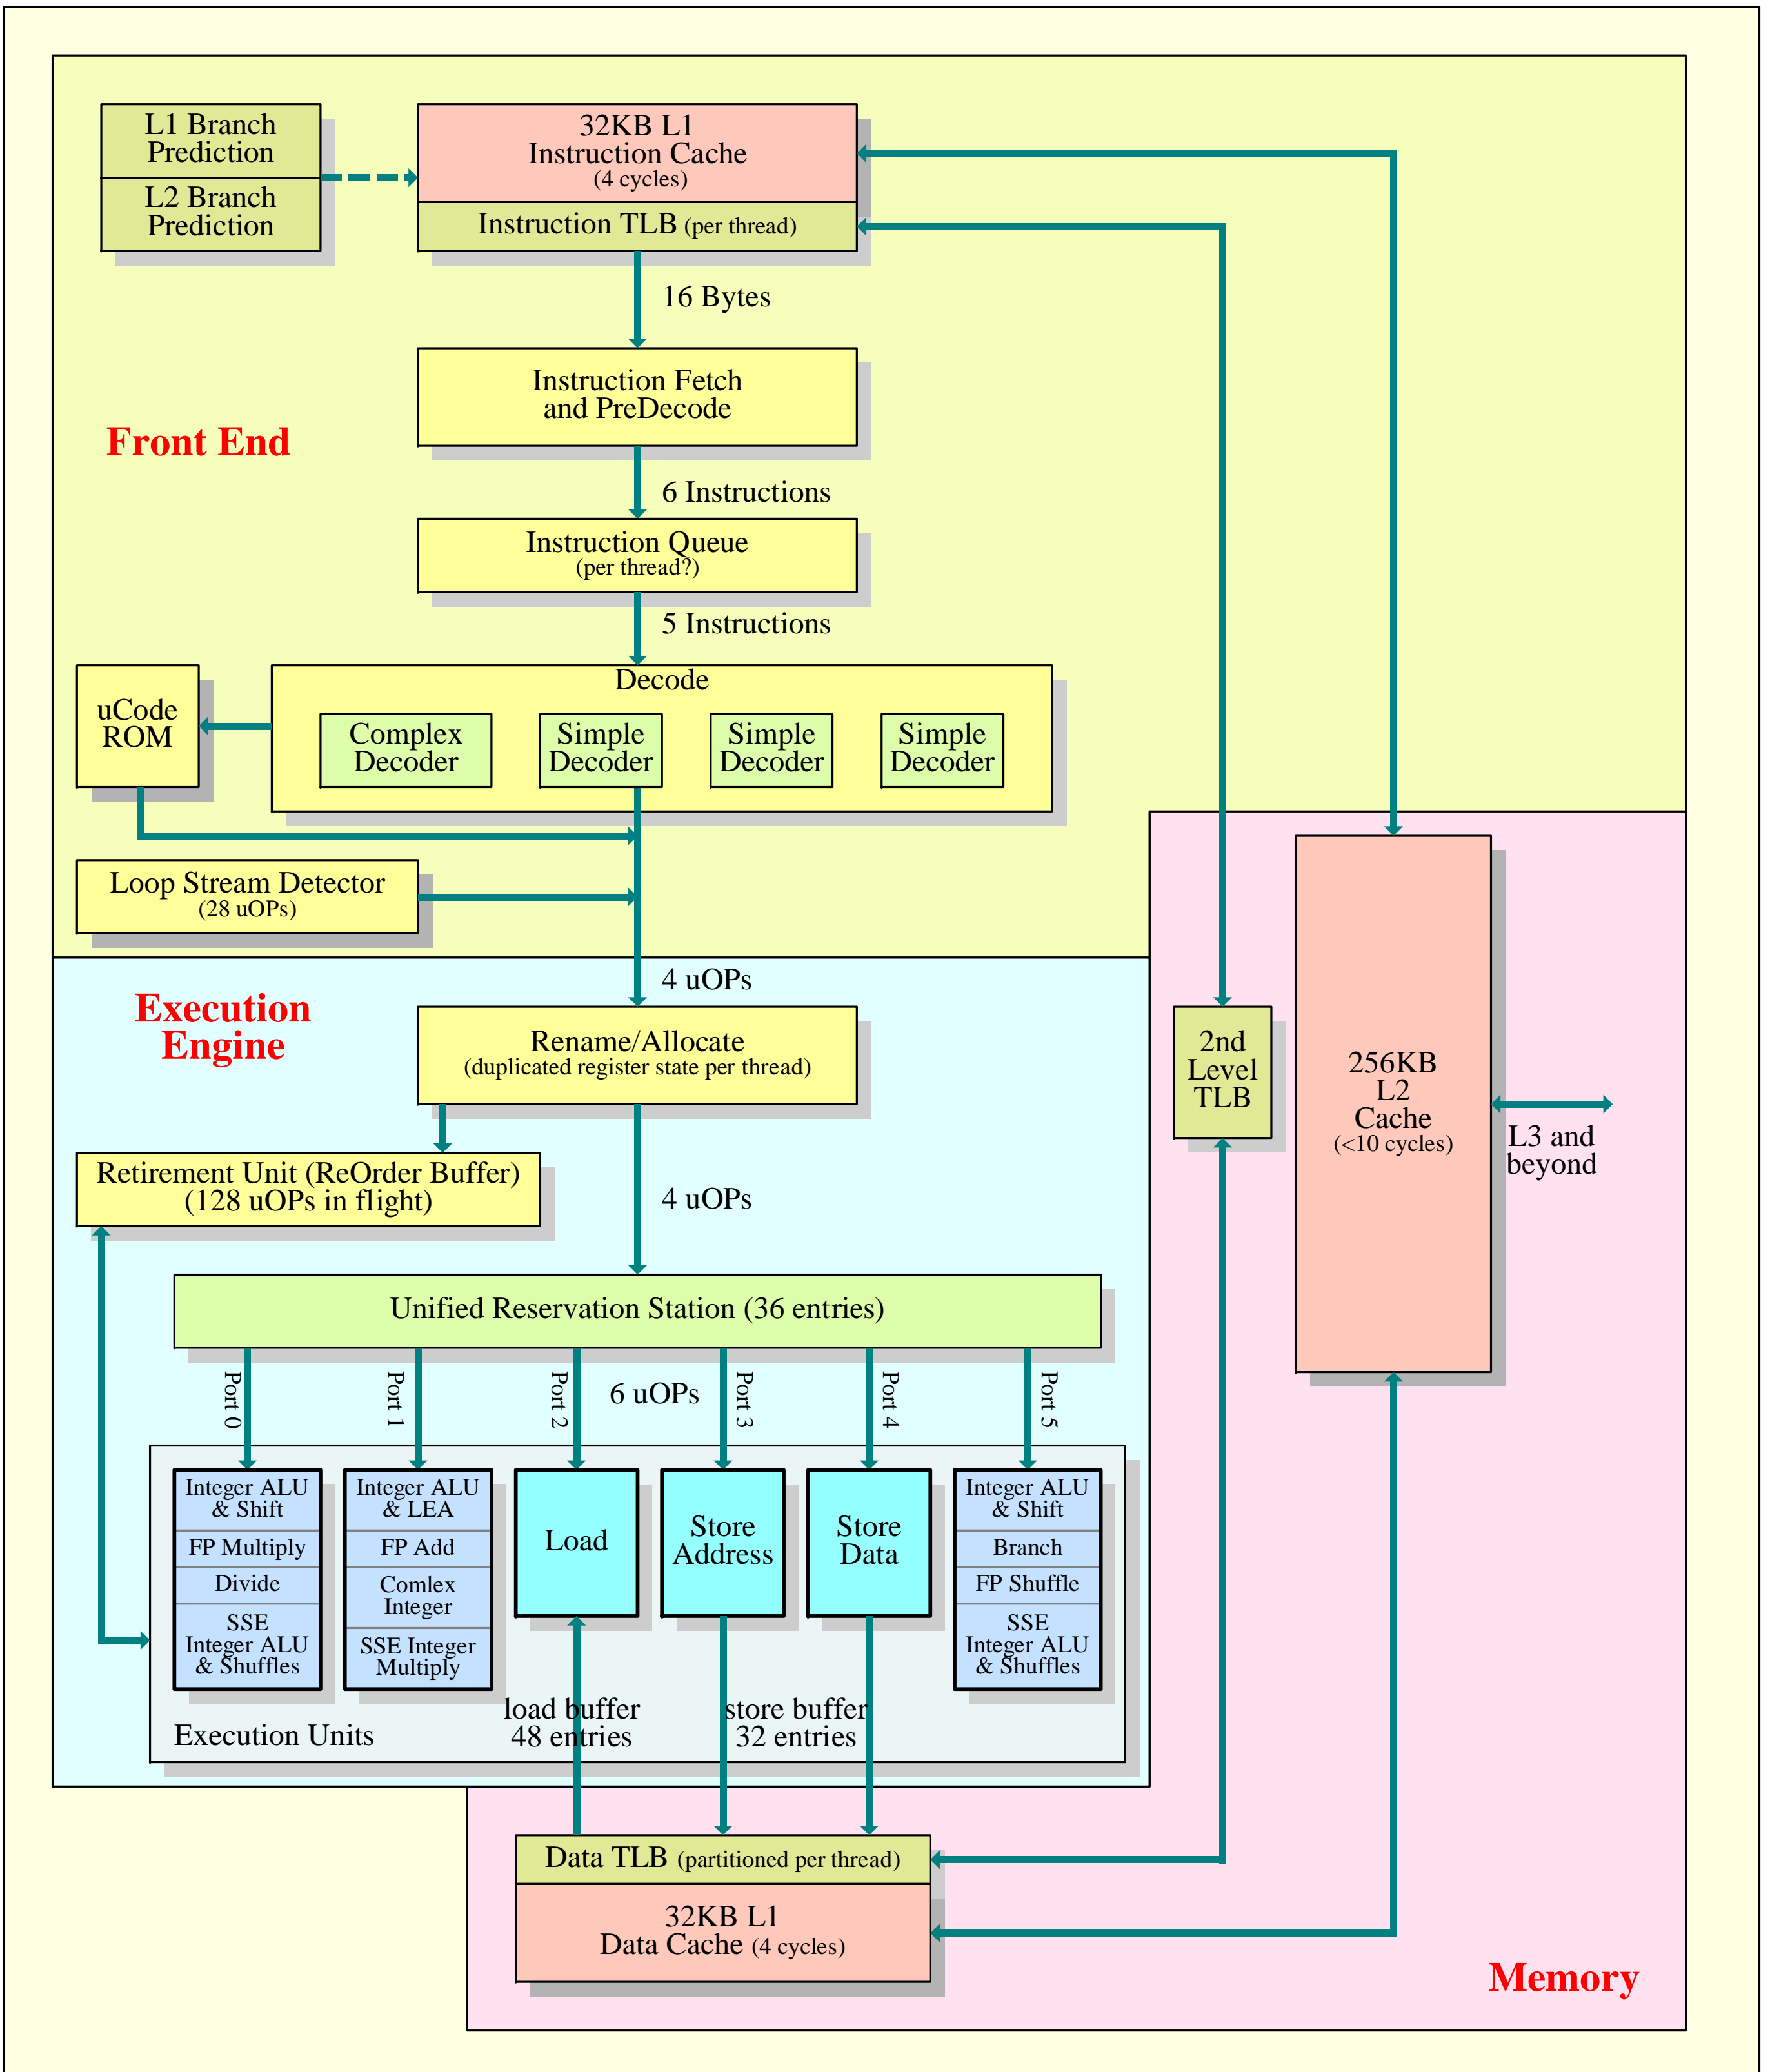 L1 Branch
Prediction
L2 Branch
Prediction
32KB L1
Instruction Cache
(4 cycles)
Instruction TLB (per thread)
16 Bytes
Instruction Fetch
and PreDecode
Front End
6 Instructions
Instruction Queue
(per thread?)
5 Instructions
uCode
ROM
Decode
Complex
Decoder
Simple
Decoder
Simple
Decoder
Simple
Decoder
Loop Stream Detector
(28 uOPs)
4 uOPs
Execution
Engine
Rename/Allocate
(duplicated register state per thread)
2nd
Level
TLB
256KB
L2
Cache
(<10 cycles)
L3 and
beyond
Retirement Unit (ReOrder Buffer)
(128 uOPs in flight)
4 uOPs
Unified Reservation Station (36 entries)
Port 0
Port 1
Port 2
6 uOPs
Port 3
Port 4
Port 5
Integer ALU
& Shift
FP Multiply
Divide
SSE
Integer ALU
& Shuffles
Integer ALU
& LEA
FP Add
Comlex
Integer
SSE Integer
Multiply
Load
Store
Address
Store
Data
Integer ALU
& Shift
Branch
FP Shuffle
SSE
Integer ALU
& Shuffles
Execution Units
load buffer
48 entries
store buffer
32 entries
Data TLB (partitioned per thread)
32KB L1
Data Cache (4 cycles)
Memory